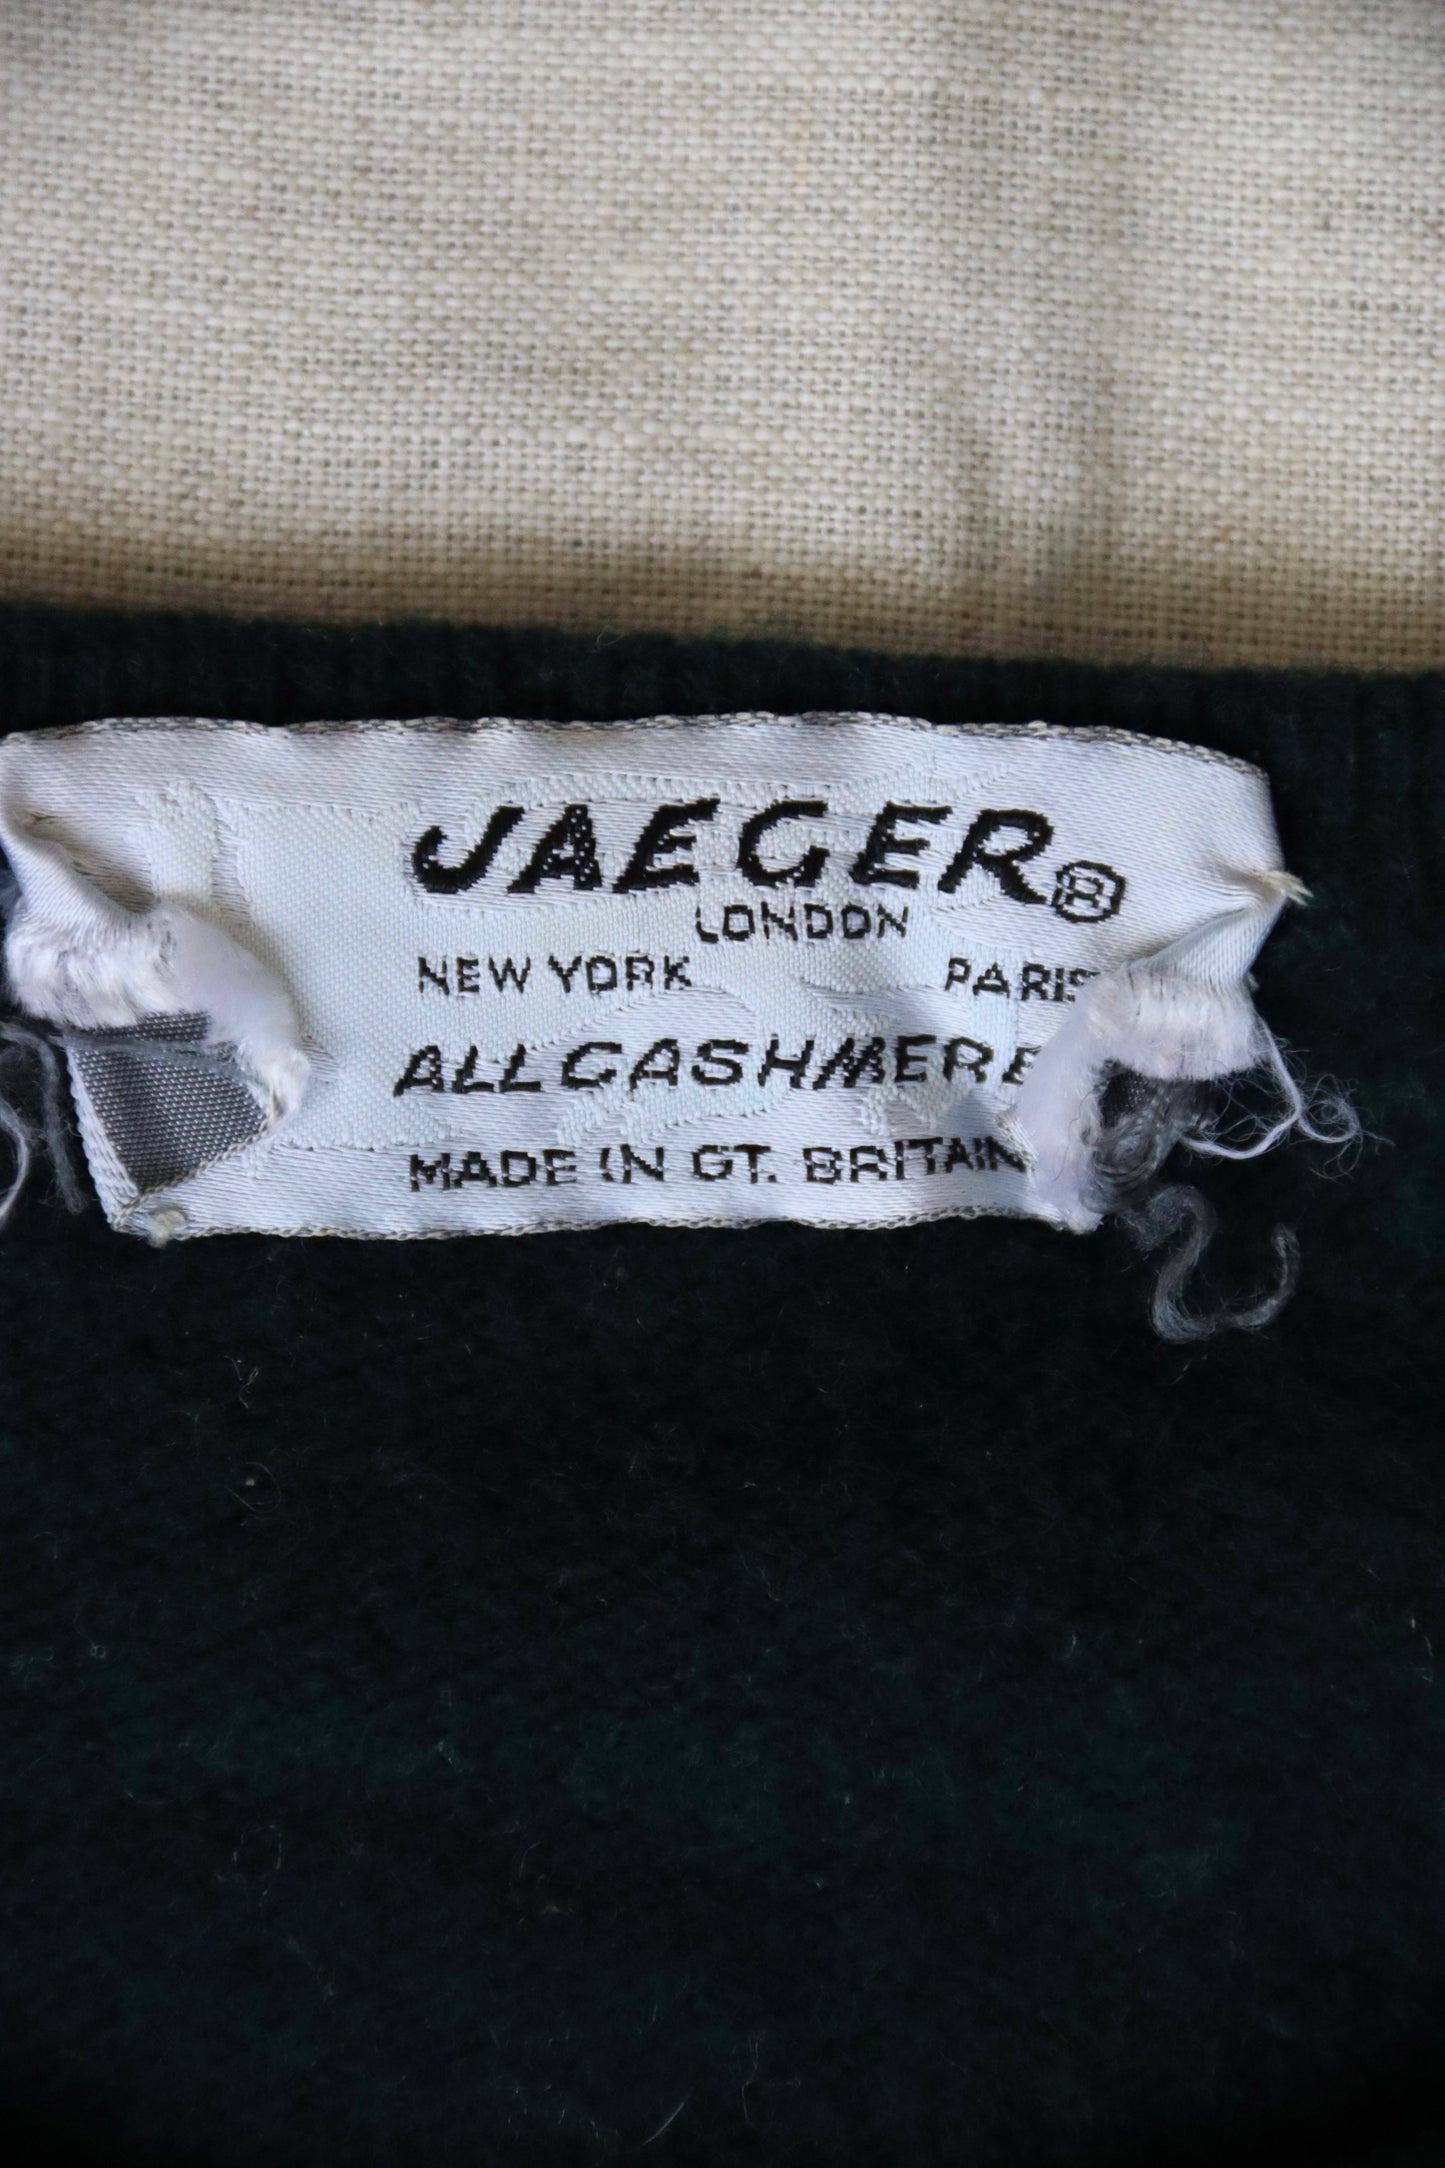 JAEGER®
LONDON
NEW YORK PARIS
ALL CASHMERE
MADE IN GT. BRITAIN